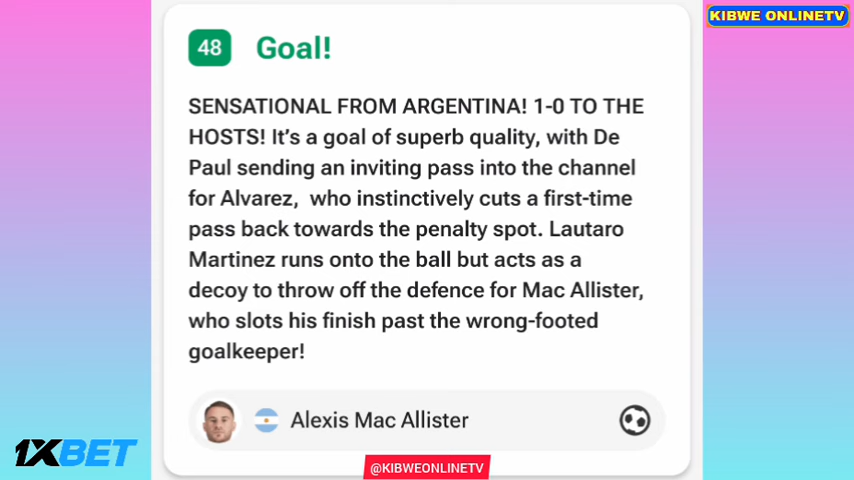 KIBWE ONLINETV
48 Goal!
SENSATIONAL FROM ARGENTINA! 1-0 TO THE
HOSTS! It's a goal of superb quality, with De
Paul sending an inviting pass into the channel
for Alvarez, who instinctively cuts a first-time
pass back towards the penalty spot. Lautaro
Martinez runs onto the ball but acts as a
decoy to throw off the defence for Mac Allister,
who slots his finish past the wrong-footed
goalkeeper!
Alexis Mac Allister
1XBET
@KIBWEONLINETV